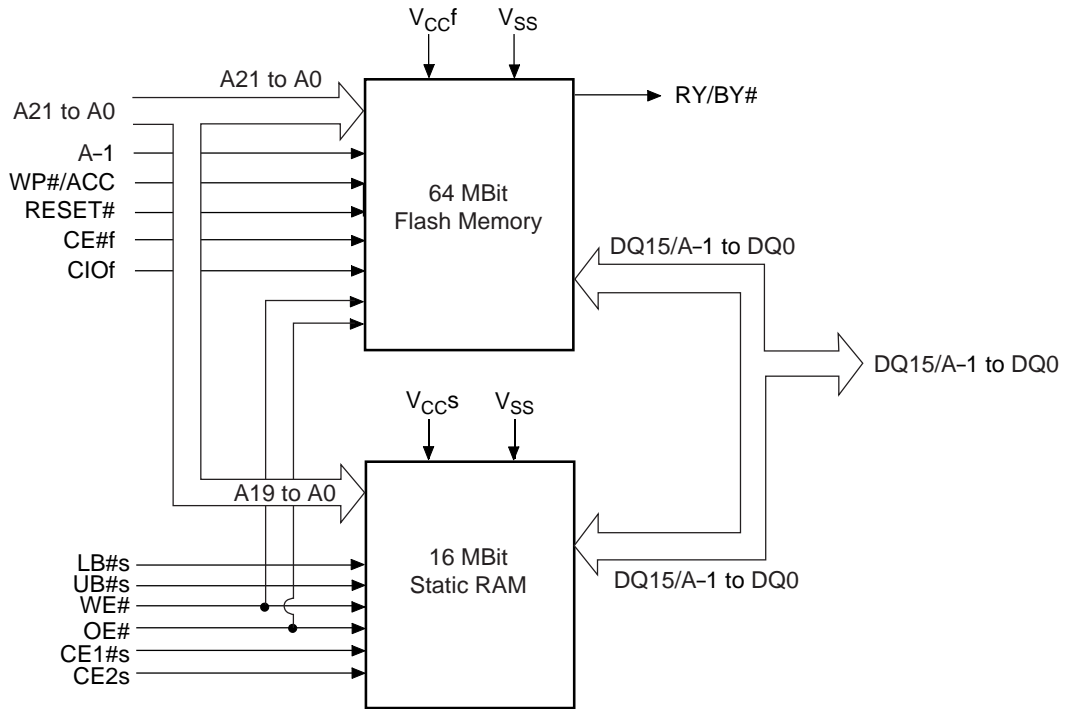 VCCf VSS
A21 to A0
A21 to A0
RY/BY#
A–1
WP#/ACC
RESET#
CE#f
CIOf
64 MBit
Flash Memory
DQ15/A–1 to DQ0
DQ15/A–1 to DQ0
VCCs VSS
A19 to A0
LB#s
UB#s
WE#
OE#
CE1#s
CE2s
16 MBit
Static RAM
DQ15/A–1 to DQ0